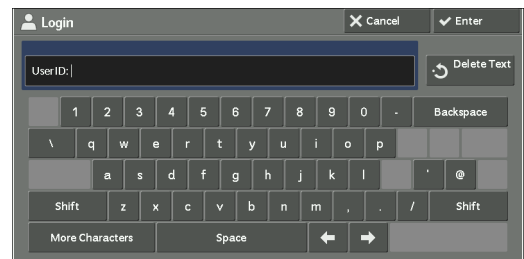 Login Cancel Enter
UserID: Delete Text
1 2 3 4 5 6 7 8 9 0 - Backspace
\ q w e r t y u i o p
a s d f g h j k l ' @
Shift z x c v b n m , . / Shift
More Characters Space ← →